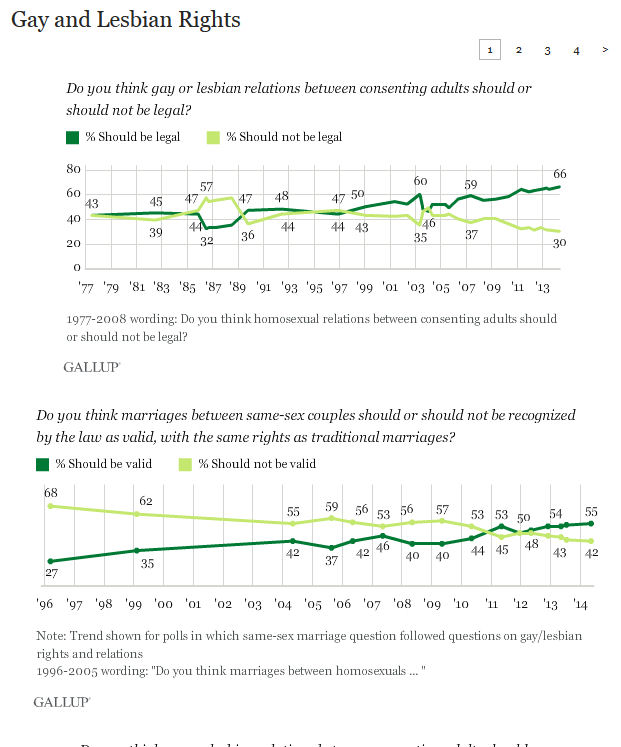 Gay and Lesbian Rights
1 2 3 4 >
Do you think gay or lesbian relations between consenting adults should or
should not be legal?
% Should be legal % Should not be legal
80
60
40
20
0
43 45 47 57 47 48 47 50 60 59 66
39 44 32 36 44 44 43 35 46 37 30
'77 '79 '81 '83 '85 '87 '89 '91 '93 '95 '97 '99 '01 '03 '05 '07 '09 '11 '13
1977-2008 wording: Do you think homosexual relations between consenting adults should
or should not be legal?
GALLUP®
Do you think marriages between same-sex couples should or should not be recognized
by the law as valid, with the same rights as traditional marriages?
% Should be valid % Should not be valid
68 62 55 59 56 53 56 57 53 53 50 54 55
27 35 42 37 42 46 40 40 44 45 48 43 42
'96 '97 '98 '99 '00 '01 '02 '03 '04 '05 '06 '07 '08 '09 '10 '11 '12 '13 '14
Note: Trend shown for polls in which same-sex marriage question followed questions on gay/lesbian
rights and relations
1996-2005 wording: "Do you think marriages between homosexuals ... "
GALLUP®